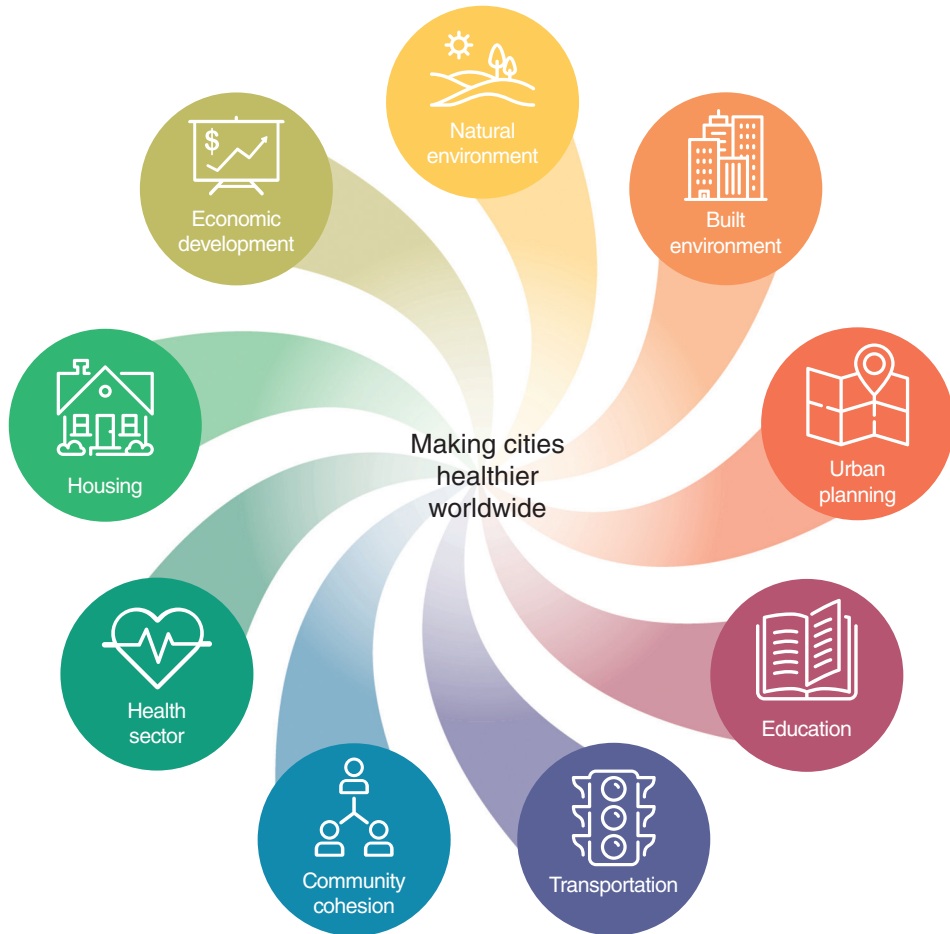 Natural
environment
Built
environment
Urban
planning
Education
Transportation
Community
cohesion
Health
sector
Housing
$
Economic
development
Making cities
healthier
worldwide